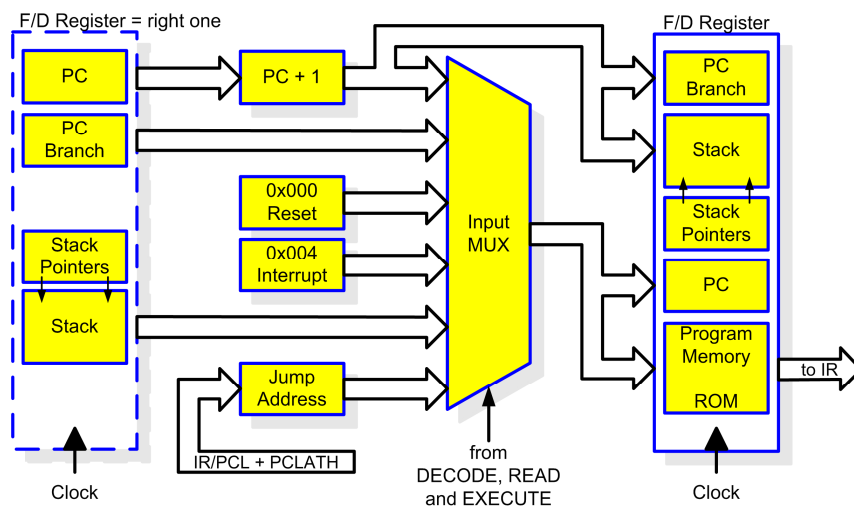 F/D Register = right one
PC
PC
Branch
Stack
Pointers
Stack
Clock
PC + 1
0x000
Reset
0x004
Interrupt
Jump
Address
IR/PCL + PCLATH
Input
MUX
from
DECODE, READ
and EXECUTE
F/D Register
PC
Branch
Stack
Stack
Pointers
PC
Program
Memory
ROM
to IR
Clock